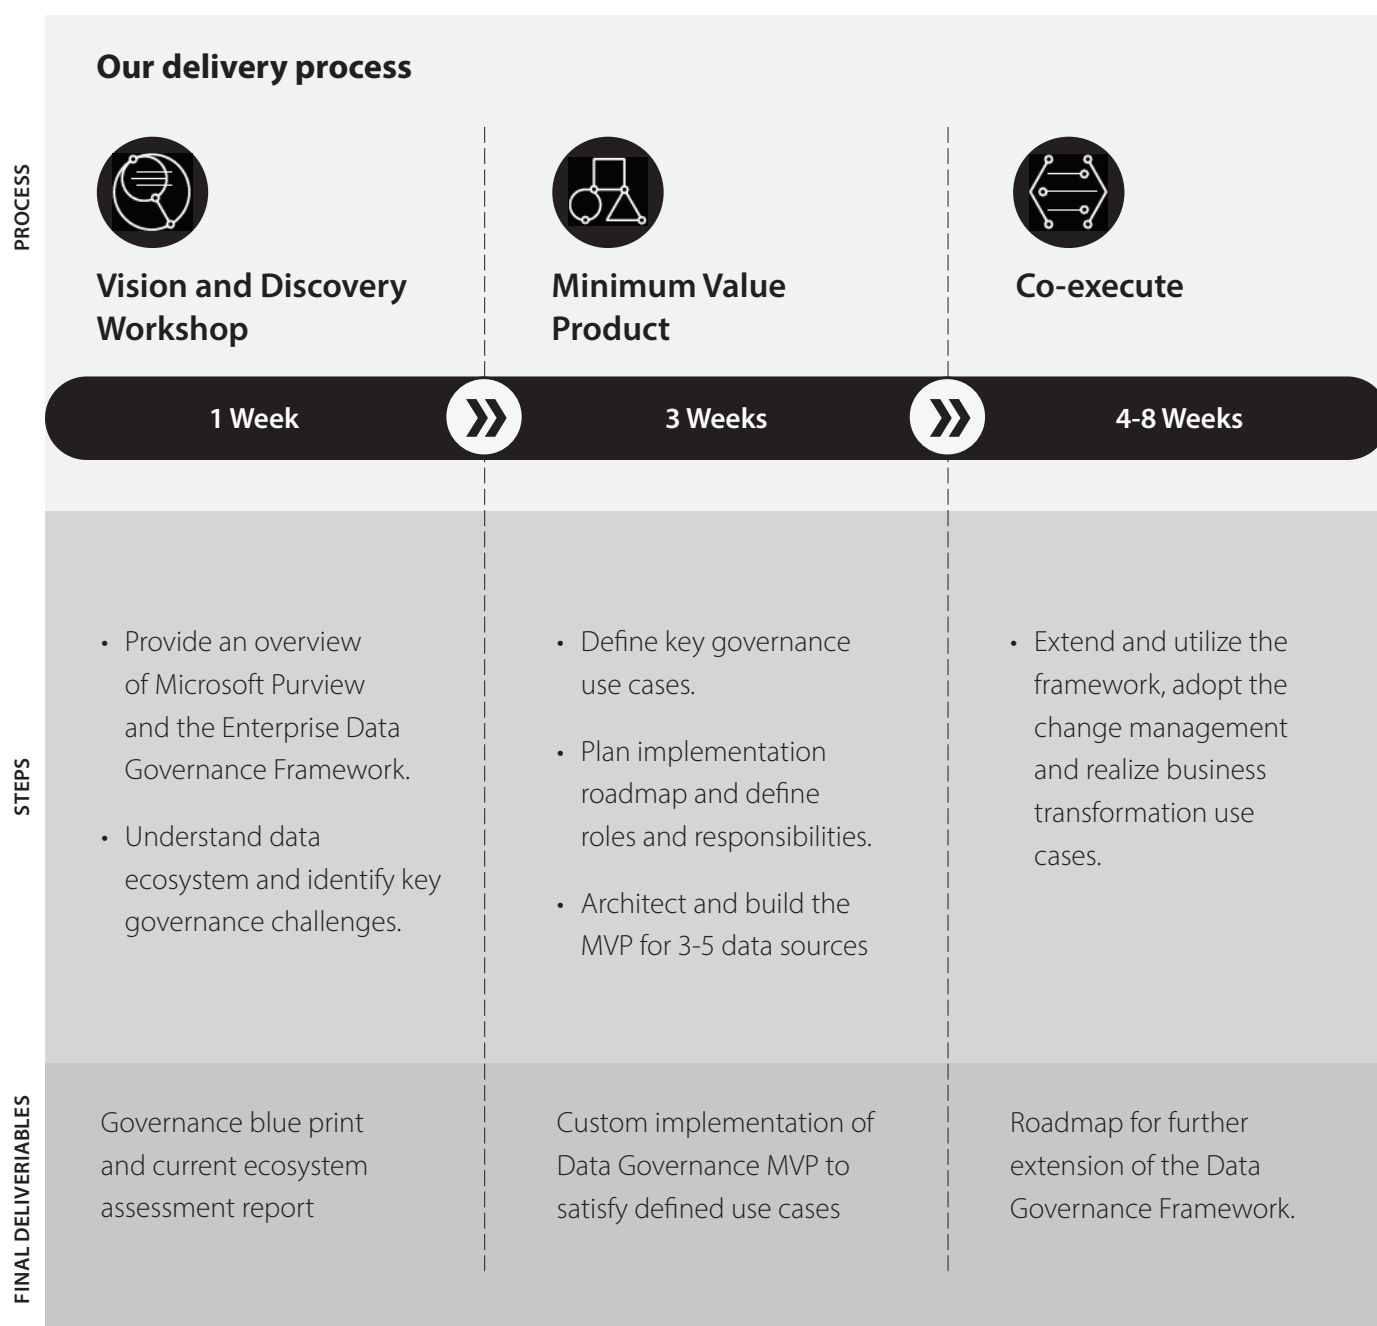 Our delivery process
PROCESS
Vision and Discovery
Workshop
Minimum Value
Product
Co-execute
1 Week
3 Weeks
4-8 Weeks
STEPS
• Provide an overview
of Microsoft Purview
and the Enterprise Data
Governance Framework.
• Understand data
ecosystem and identify key
governance challenges.
• Define key governance
use cases.
• Plan implementation
roadmap and define
roles and responsibilities.
• Architect and build the
MVP for 3-5 data sources
• Extend and utilize the
framework, adopt the
change management
and realize business
transformation use
cases.
FINAL DELIVERIABLES
Governance blue print
and current ecosystem
assessment report
Custom implementation of
Data Governance MVP to
satisfy defined use cases
Roadmap for further
extension of the Data
Governance Framework.